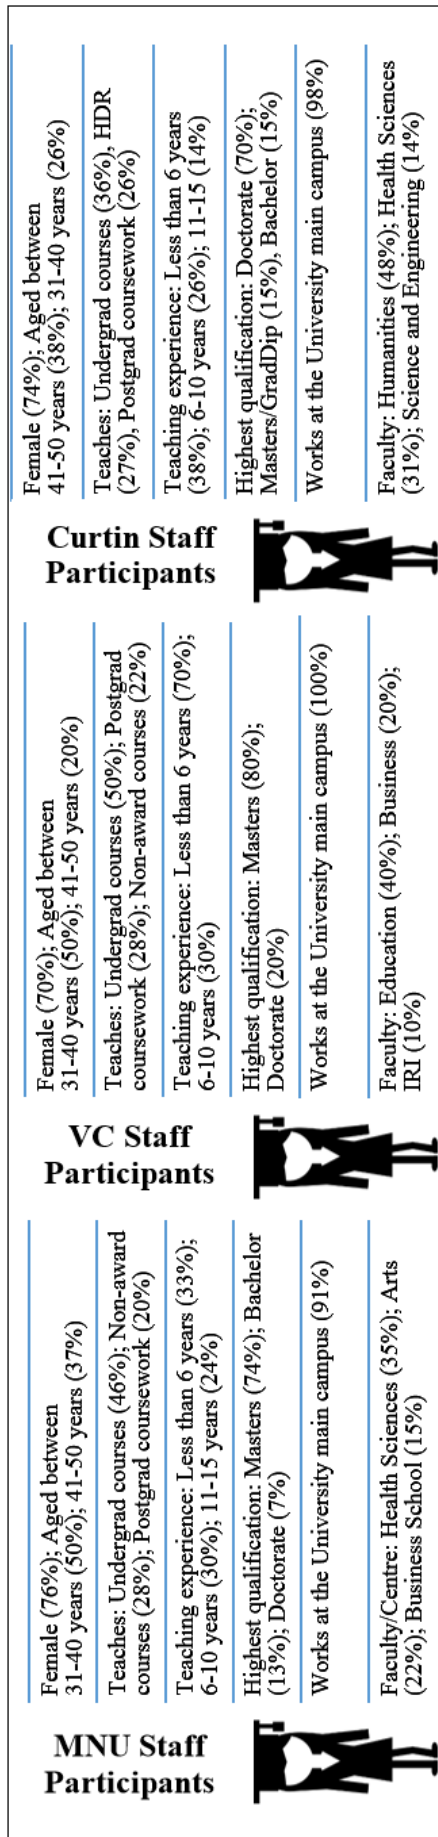 MNU Staff
Participants
Female (76%); Aged between
31-40 years (50%); 41-50 years (37%)
Teaches: Undergrad courses (46%); Non-award
courses (28%); Postgrad coursework (20%)
Teaching experience: Less than 6 years (33%);
6-10 years (30%); 11-15 years (24%)
Highest qualification: Masters (74%); Bachelor
(13%); Doctorate (7%)
Works at the University main campus (91%)
Faculty/Centre: Health Sciences (35%); Arts
(22%); Business School (15%)
VC Staff
Participants
Female (70%); Aged between
31-40 years (50%); 41-50 years (20%)
Teaches: Undergrad courses (50%); Postgrad
coursework (28%); Non-award courses (22%)
Teaching experience: Less than 6 years (70%);
6-10 years (30%)
Highest qualification: Masters (80%);
Doctorate (20%)
Works at the University main campus (100%)
Faculty: Education (40%); Business (20%);
IRI (10%)
Curtin Staff
Participants
Female (74%); Aged between
41-50 years (38%); 31-40 years (26%)
Teaches: Undergrad courses (36%), HDR
(27%), Postgrad coursework (26%)
Teaching experience: Less than 6 years
(38%); 6-10 years (26%); 11-15 (14%)
Highest qualification: Doctorate (70%);
Masters/GradDip (15%), Bachelor (15%)
Works at the University main campus (98%)
Faculty: Humanities (48%); Health Sciences
(31%); Science and Engineering (14%)